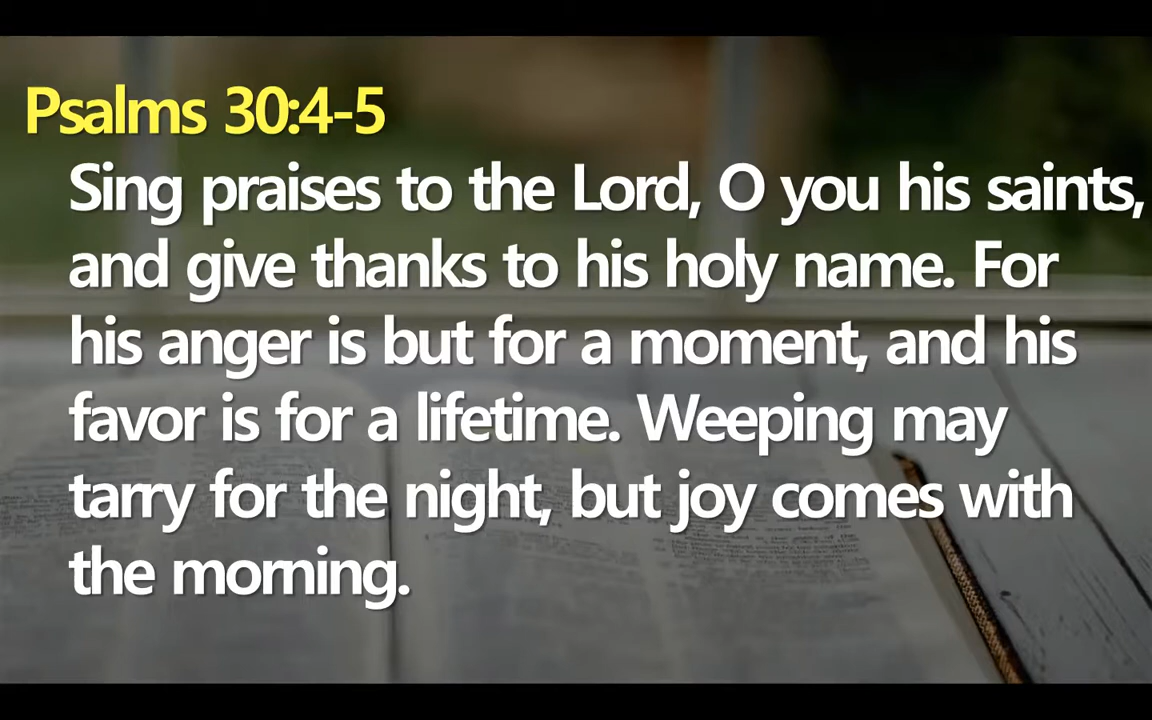 Psalms 30:4-5
Sing praises to the Lord, O you his saints,
and give thanks to his holy name. For
his anger is but for a moment, and his
favor is for a lifetime. Weeping may
tarry for the night, but joy comes with
the morning.